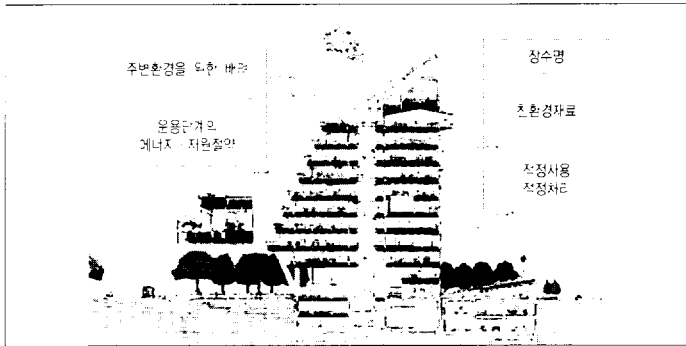 주변환경을 위한 배려
운용단계의
에너지 · 자원절약
장수명
친환경재료
적정사용
적정처리